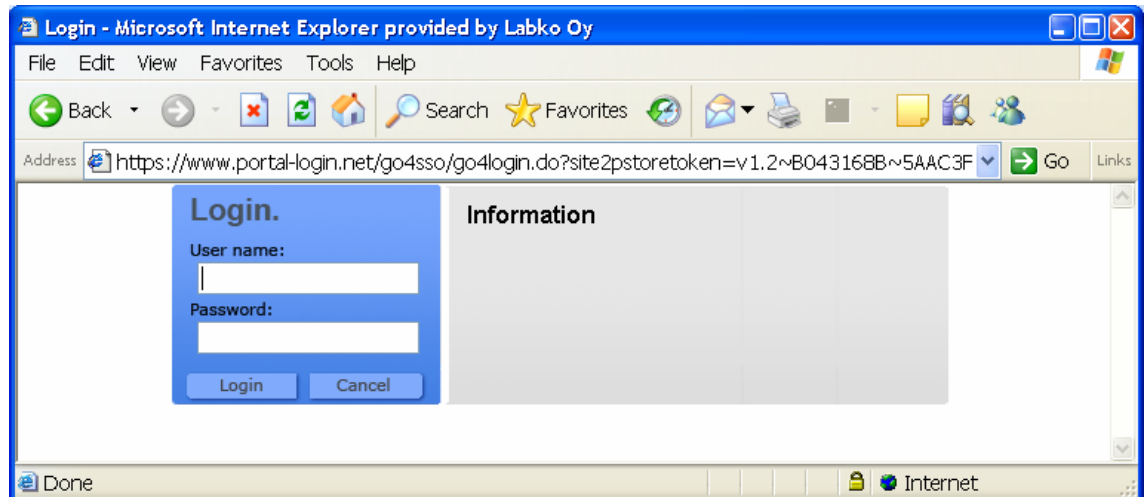 Login - Microsoft Internet Explorer provided by Labko Oy
File Edit View Favorites Tools Help
Back Search Favorites
Address https://www.portal-login.net/go4sso/go4login.do?site2pstoretoken=v1.2~B043168B~5AAC3F Go Links
Login.
User name:
Password:
Login Cancel
Information
Done Internet